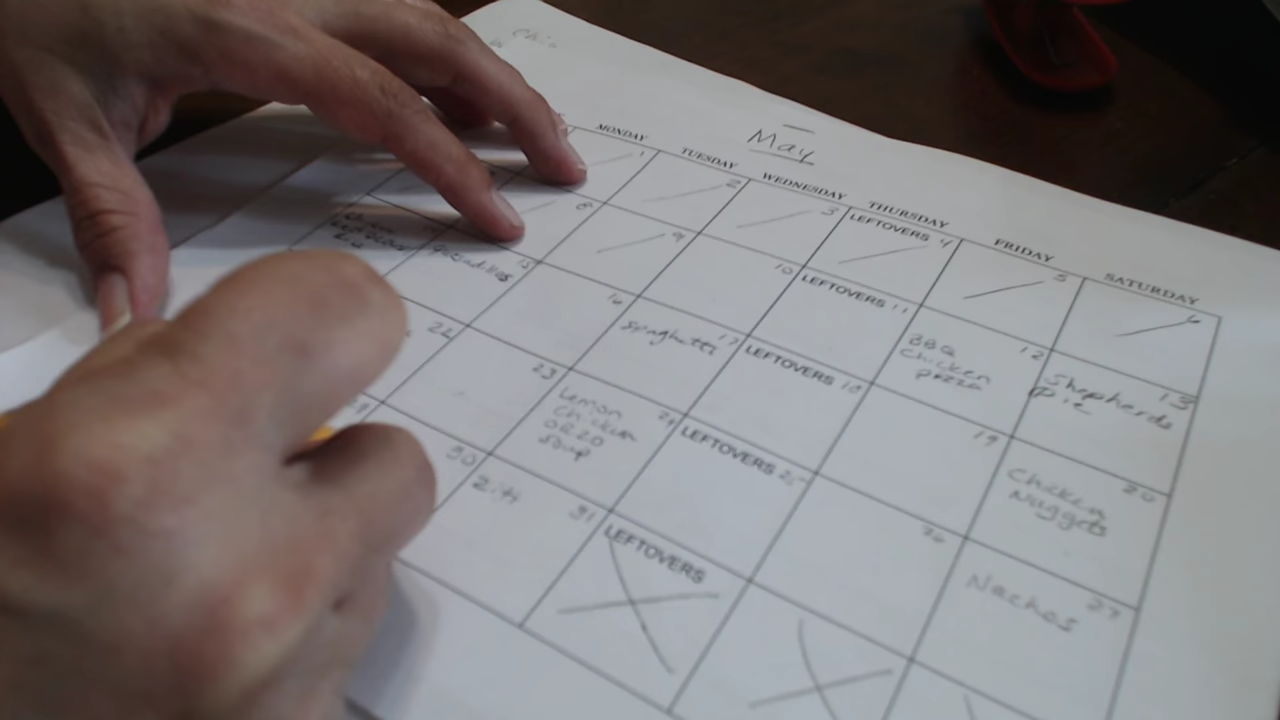 May
MONDAY TUESDAY WEDNESDAY THURSDAY FRIDAY SATURDAY
1 2 3 LEFTOVERS 4 5 6
8 9 10 LEFTOVERS 11
BBQ
Chicken
pizza
12
Shepherds
Pie
13
15 16
Spaghetti
17 LEFTOVERS 18 19
Chicken
Nuggets
20
22 23
Lemon
Chicken
orzo
Soup
24 LEFTOVERS 25 26
Nachos
27
30
Ziti
31 LEFTOVERS